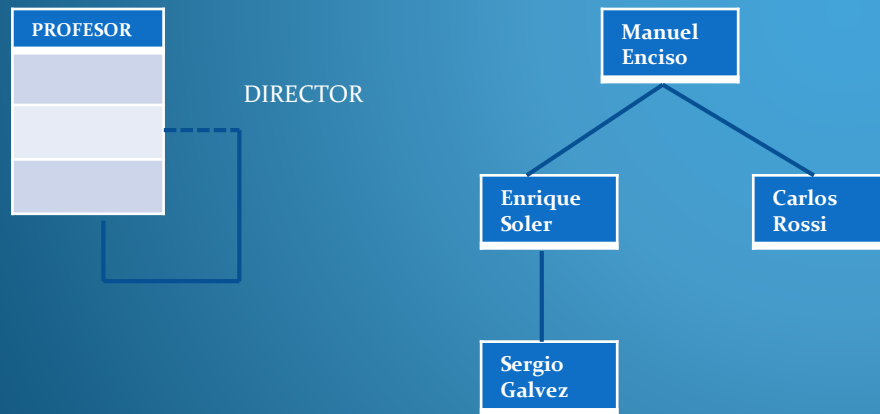 PROFESOR
DIRECTOR
Manuel
Enciso
Enrique
Soler
Carlos
Rossi
Sergio
Galvez